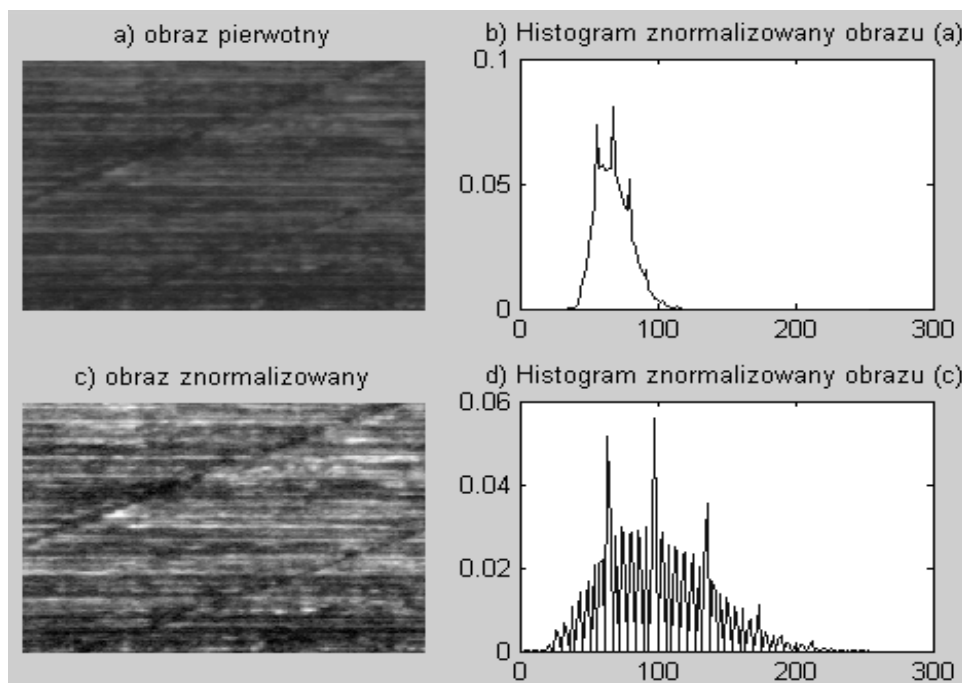 a) obraz pierwotny
b) Histogram znormalizowany obrazu (a)
0.1
0.05
0
0 100 200 300
c) obraz znormalizowany
d) Histogram znormalizowany obrazu (c)
0.06
0.04
0.02
0
0 100 200 300